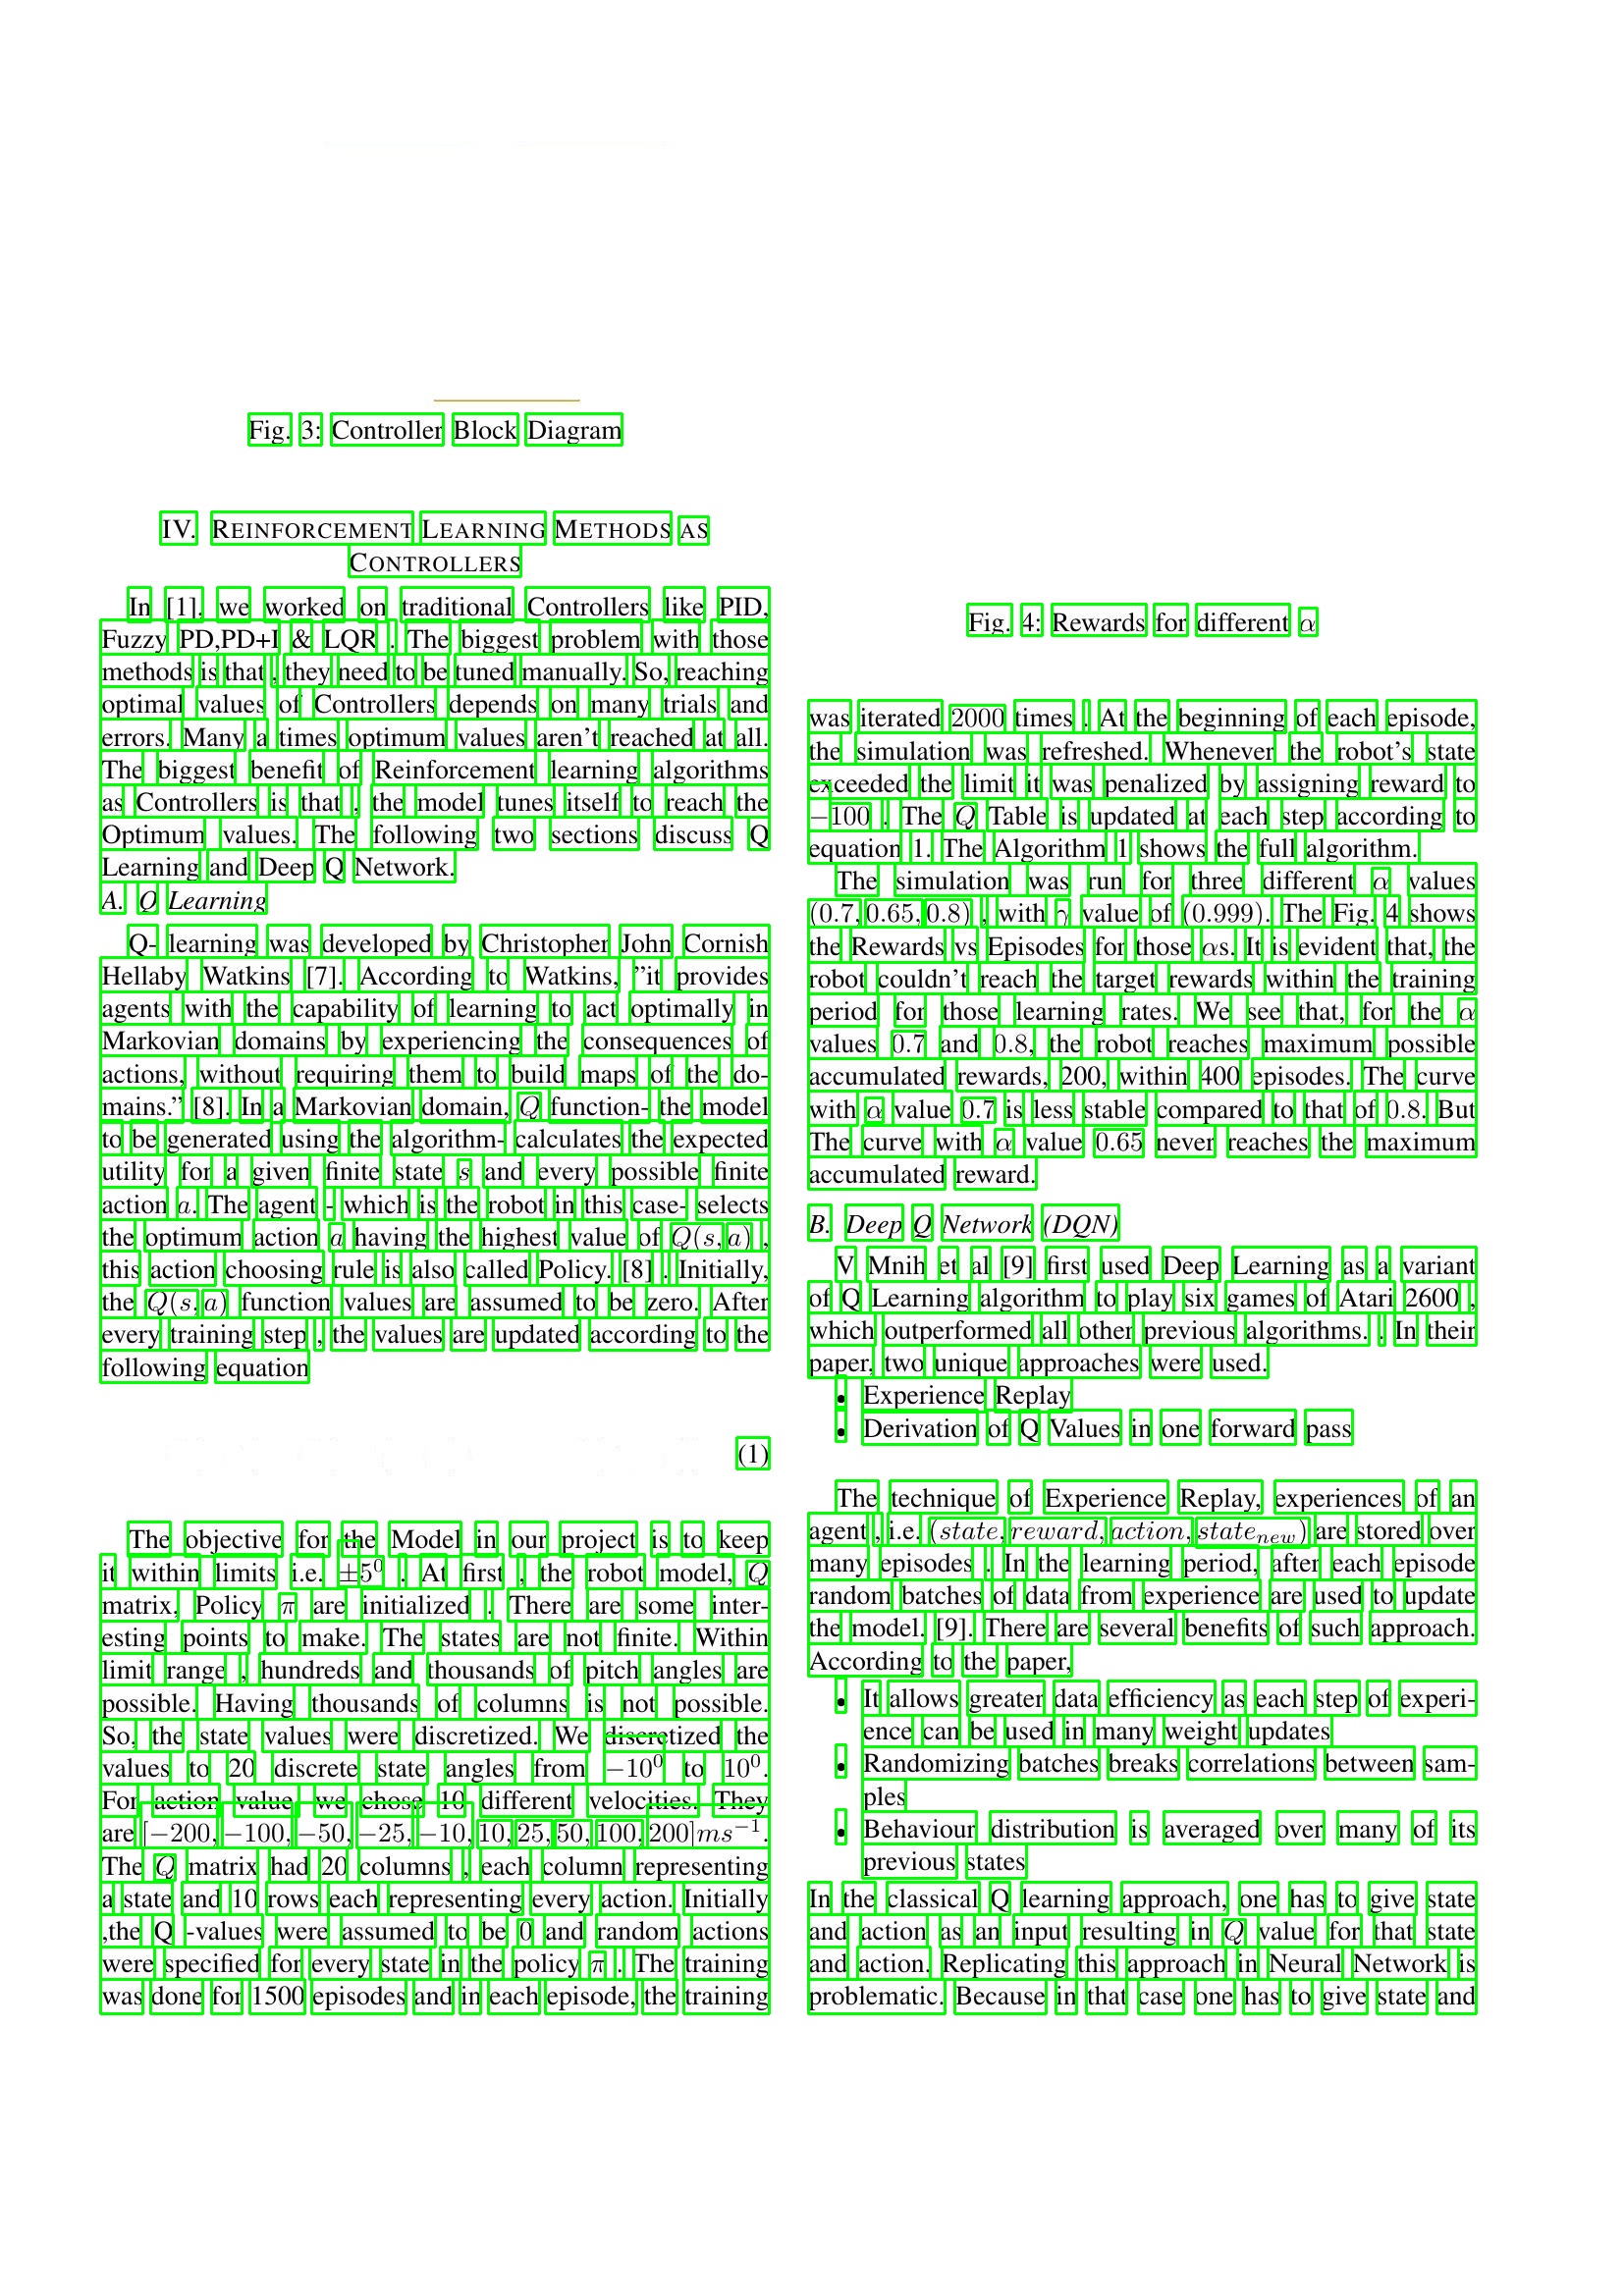 Fig. 3: Controller Block Diagram
IV. REINFORCEMENT LEARNING METHODS AS
CONTROLLERS
In [1]. we worked on traditional Controllers like PID,
Fuzzy PD,PD+I & LQR . The biggest problem with those
methods is that , they need to be tuned manually. So, reaching
optimal values of Controllers depends on many trials and
errors. Many a times optimum values aren't reached at all.
The biggest benefit of Reinforcement learning algorithms
as Controllers is that , the model tunes itself to reach the
Optimum values. The following two sections discuss Q
Learning and Deep Q Network.
A. Q Learning
Q- learning was developed by Christopher John Cornish
Hellaby Watkins [7]. According to Watkins, ”it provides
agents with the capability of learning to act optimally in
Markovian domains by experiencing the consequences of
actions, without requiring them to build maps of the do-
mains.” [8]. In a Markovian domain, Q function- the model
to be generated using the algorithm- calculates the expected
utility for a given finite state s and every possible finite
action a. The agent - which is the robot in this case- selects
the optimum action a having the highest value of Q(s, a) ,
this action choosing rule is also called Policy. [8] . Initially,
the Q(s, a) function values are assumed to be zero. After
every training step , the values are updated according to the
following equation
(1)
The objective for the Model in our project is to keep
it within limits i.e. ±5⁰ . At first , the robot model, Q
matrix, Policy π are initialized . There are some inter-
esting points to make. The states are not finite. Within
limit range , hundreds and thousands of pitch angles are
possible. Having thousands of columns is not possible.
So, the state values were discretized. We discretized the
values to 20 discrete state angles from −10⁰ to 10⁰.
For action value we chose 10 different velocities. They
are [−200, −100, −50, −25, −10, 10, 25, 50, 100, 200]ms⁻¹.
The Q matrix had 20 columns , each column representing
a state and 10 rows each representing every action. Initially
,the Q -values were assumed to be 0 and random actions
were specified for every state in the policy π . The training
was done for 1500 episodes and in each episode, the training
Fig. 4: Rewards for different α
was iterated 2000 times . At the beginning of each episode,
the simulation was refreshed. Whenever the robot's state
exceeded the limit it was penalized by assigning reward to
−100 . The Q Table is updated at each step according to
equation 1. The Algorithm 1 shows the full algorithm.
The simulation was run for three different α values
(0.7, 0.65, 0.8) , with γ value of (0.999). The Fig. 4 shows
the Rewards vs Episodes for those αs. It is evident that, the
robot couldn't reach the target rewards within the training
period for those learning rates. We see that, for the α
values 0.7 and 0.8, the robot reaches maximum possible
accumulated rewards, 200, within 400 episodes. The curve
with α value 0.7 is less stable compared to that of 0.8. But
The curve with α value 0.65 never reaches the maximum
accumulated reward.
B. Deep Q Network (DQN)
V Mnih et al [9] first used Deep Learning as a variant
of Q Learning algorithm to play six games of Atari 2600 ,
which outperformed all other previous algorithms. . In their
paper, two unique approaches were used.
• Experience Replay
• Derivation of Q Values in one forward pass
The technique of Experience Replay, experiences of an
agent , i.e. (state, reward, action, state_new) are stored over
many episodes . In the learning period, after each episode
random batches of data from experience are used to update
the model. [9]. There are several benefits of such approach.
According to the paper,
• It allows greater data efficiency as each step of experi-
ence can be used in many weight updates
• Randomizing batches breaks correlations between sam-
ples
• Behaviour distribution is averaged over many of its
previous states
In the classical Q learning approach, one has to give state
and action as an input resulting in Q value for that state
and action. Replicating this approach in Neural Network is
problematic. Because in that case one has to give state and